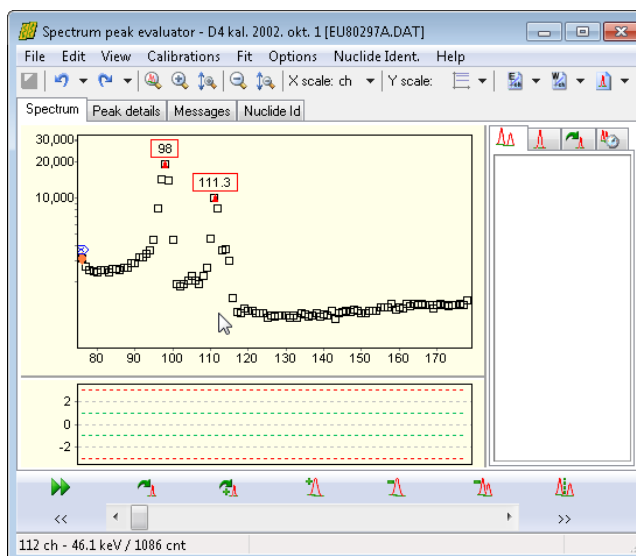 Spectrum peak evaluator - D4 kal. 2002. okt. 1 [EU80297A.DAT]
File Edit View Calibrations Fit Options Nuclide Ident. Help
X scale: ch Y scale:
Spectrum Peak details Messages Nuclide Id
30,000
20,000
10,000
98
111.3
80 90 100 110 120 130 140 150 160 170
2
0
-2
<< >>
112 ch - 46.1 keV / 1086 cnt